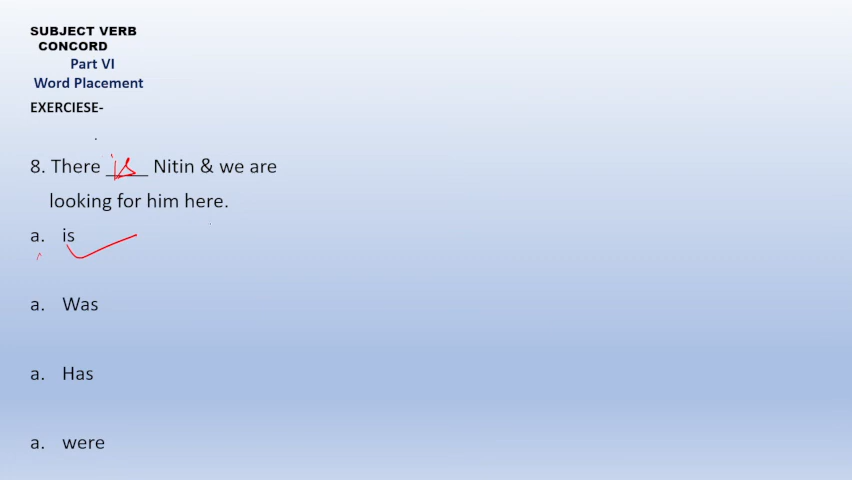 SUBJECT VERB
CONCORD
Part VI
Word Placement
EXERCIESE-
8. There is Nitin & we are
looking for him here.
a. is
a. Was
a. Has
a. were